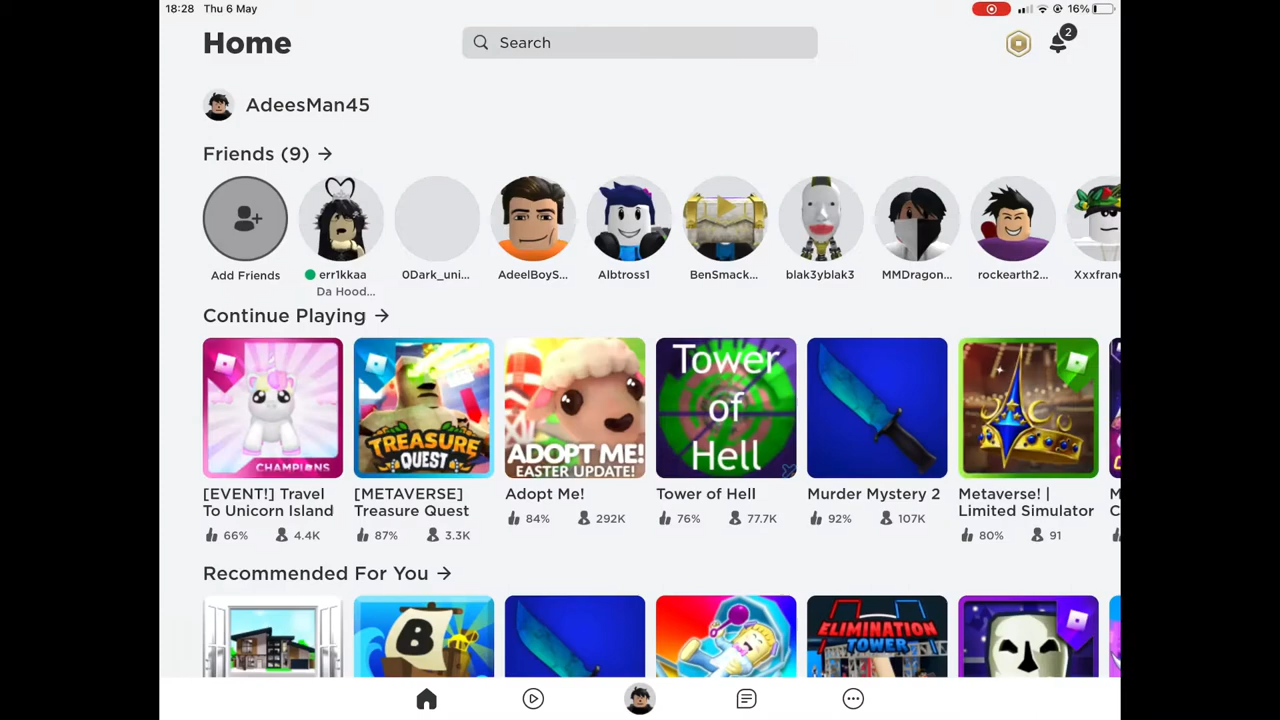 18:28 Thu 6 May
16%
Home
Search
2
AdeesMan45
Friends (9) →
Add Friends
err1kkaa
Da Hood...
0Dark_uni...
AdeelBoyS...
Albtross1
BenSmack...
blak3yblak3
MMDragon...
rockearth2...
Xxxfran
Continue Playing →
CHAMPIONS
TREASURE
QUEST
ADOPT ME!
EASTER UPDATE!
Tower
of
Hell
[EVENT!] Travel
To Unicorn Island
66% 4.4K
[METAVERSE]
Treasure Quest
87% 3.3K
Adopt Me!
84% 292K
Tower of Hell
76% 77.7K
Murder Mystery 2
92% 107K
Metaverse! |
Limited Simulator
80% 91
Recommended For You →
B
ELIMINATION
TOWER